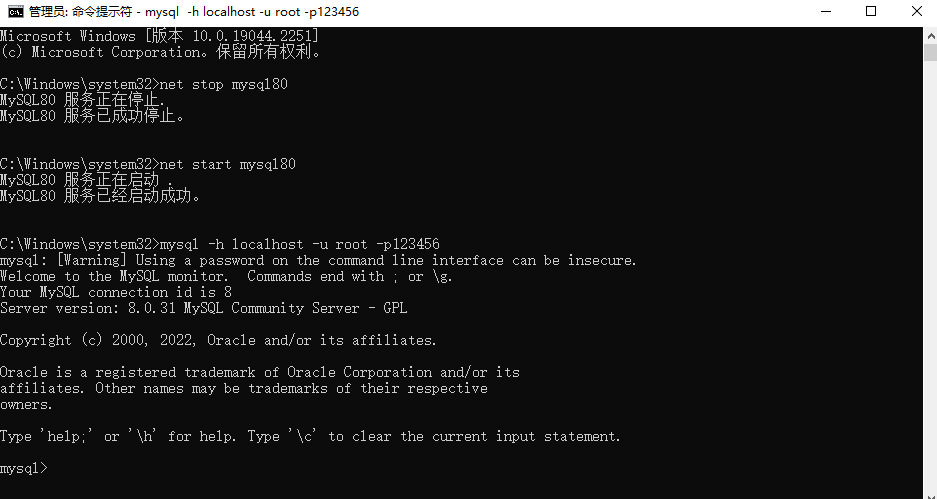 管理员: 命令提示符 - mysql  -h localhost -u root -p123456
Microsoft Windows [版本 10.0.19044.2251]
(c) Microsoft Corporation。保留所有权利。
C:\Windows\system32>net stop mysql80
MySQL80 服务正在停止.
MySQL80 服务已成功停止。
C:\Windows\system32>net start mysql80
MySQL80 服务正在启动 .
MySQL80 服务已经启动成功。
C:\Windows\system32>mysql -h localhost -u root -p123456
mysql: [Warning] Using a password on the command line interface can be insecure.
Welcome to the MySQL monitor.  Commands end with ; or \g.
Your MySQL connection id is 8
Server version: 8.0.31 MySQL Community Server - GPL
Copyright (c) 2000, 2022, Oracle and/or its affiliates.
Oracle is a registered trademark of Oracle Corporation and/or its
affiliates. Other names may be trademarks of their respective
owners.
Type 'help;' or '\h' for help. Type '\c' to clear the current input statement.
mysql>